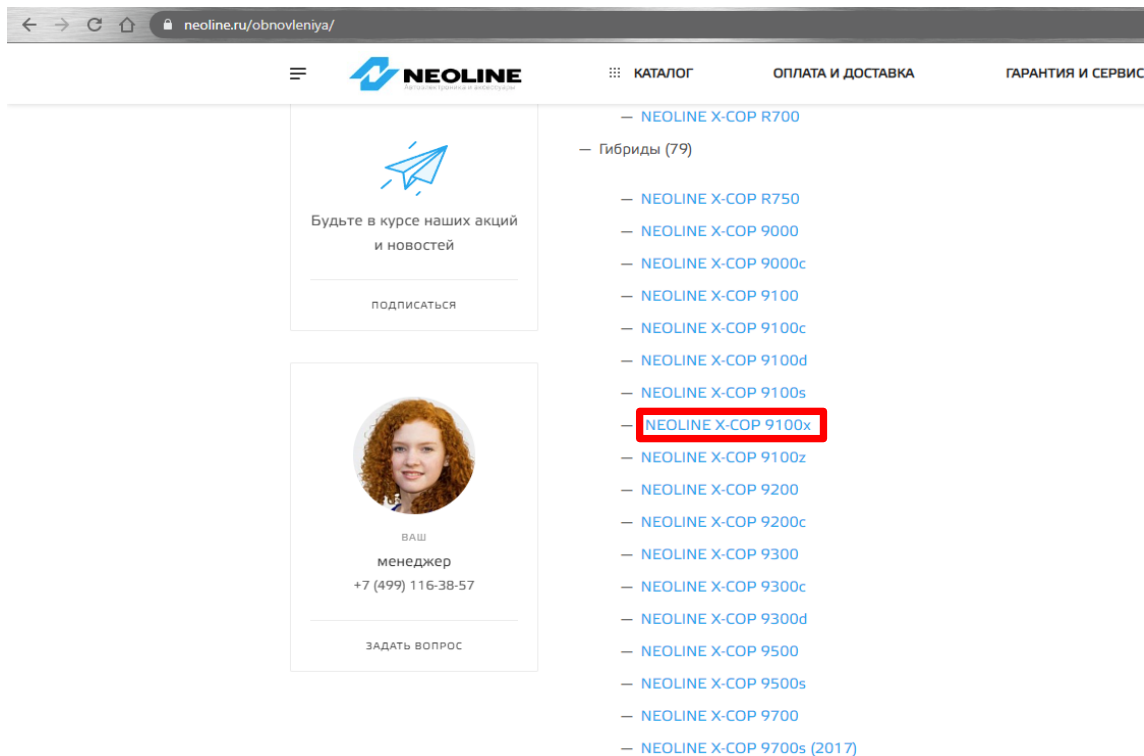 neoline.ru/obnovleniya/
NEOLINE
Автоэлектроника и аксессуары
КАТАЛОГ
ОПЛАТА И ДОСТАВКА
ГАРАНТИЯ И СЕРВИС
Будьте в курсе наших акций
и новостей
ПОДПИСАТЬСЯ
ВАШ
менеджер
+7 (499) 116-38-57
ЗАДАТЬ ВОПРОС
— NEOLINE X-COP R700
— Гибриды (79)
— NEOLINE X-COP R750
— NEOLINE X-COP 9000
— NEOLINE X-COP 9000c
— NEOLINE X-COP 9100
— NEOLINE X-COP 9100c
— NEOLINE X-COP 9100d
— NEOLINE X-COP 9100s
— NEOLINE X-COP 9100x
— NEOLINE X-COP 9100z
— NEOLINE X-COP 9200
— NEOLINE X-COP 9200c
— NEOLINE X-COP 9300
— NEOLINE X-COP 9300c
— NEOLINE X-COP 9300d
— NEOLINE X-COP 9500
— NEOLINE X-COP 9500s
— NEOLINE X-COP 9700
— NEOLINE X-COP 9700s (2017)